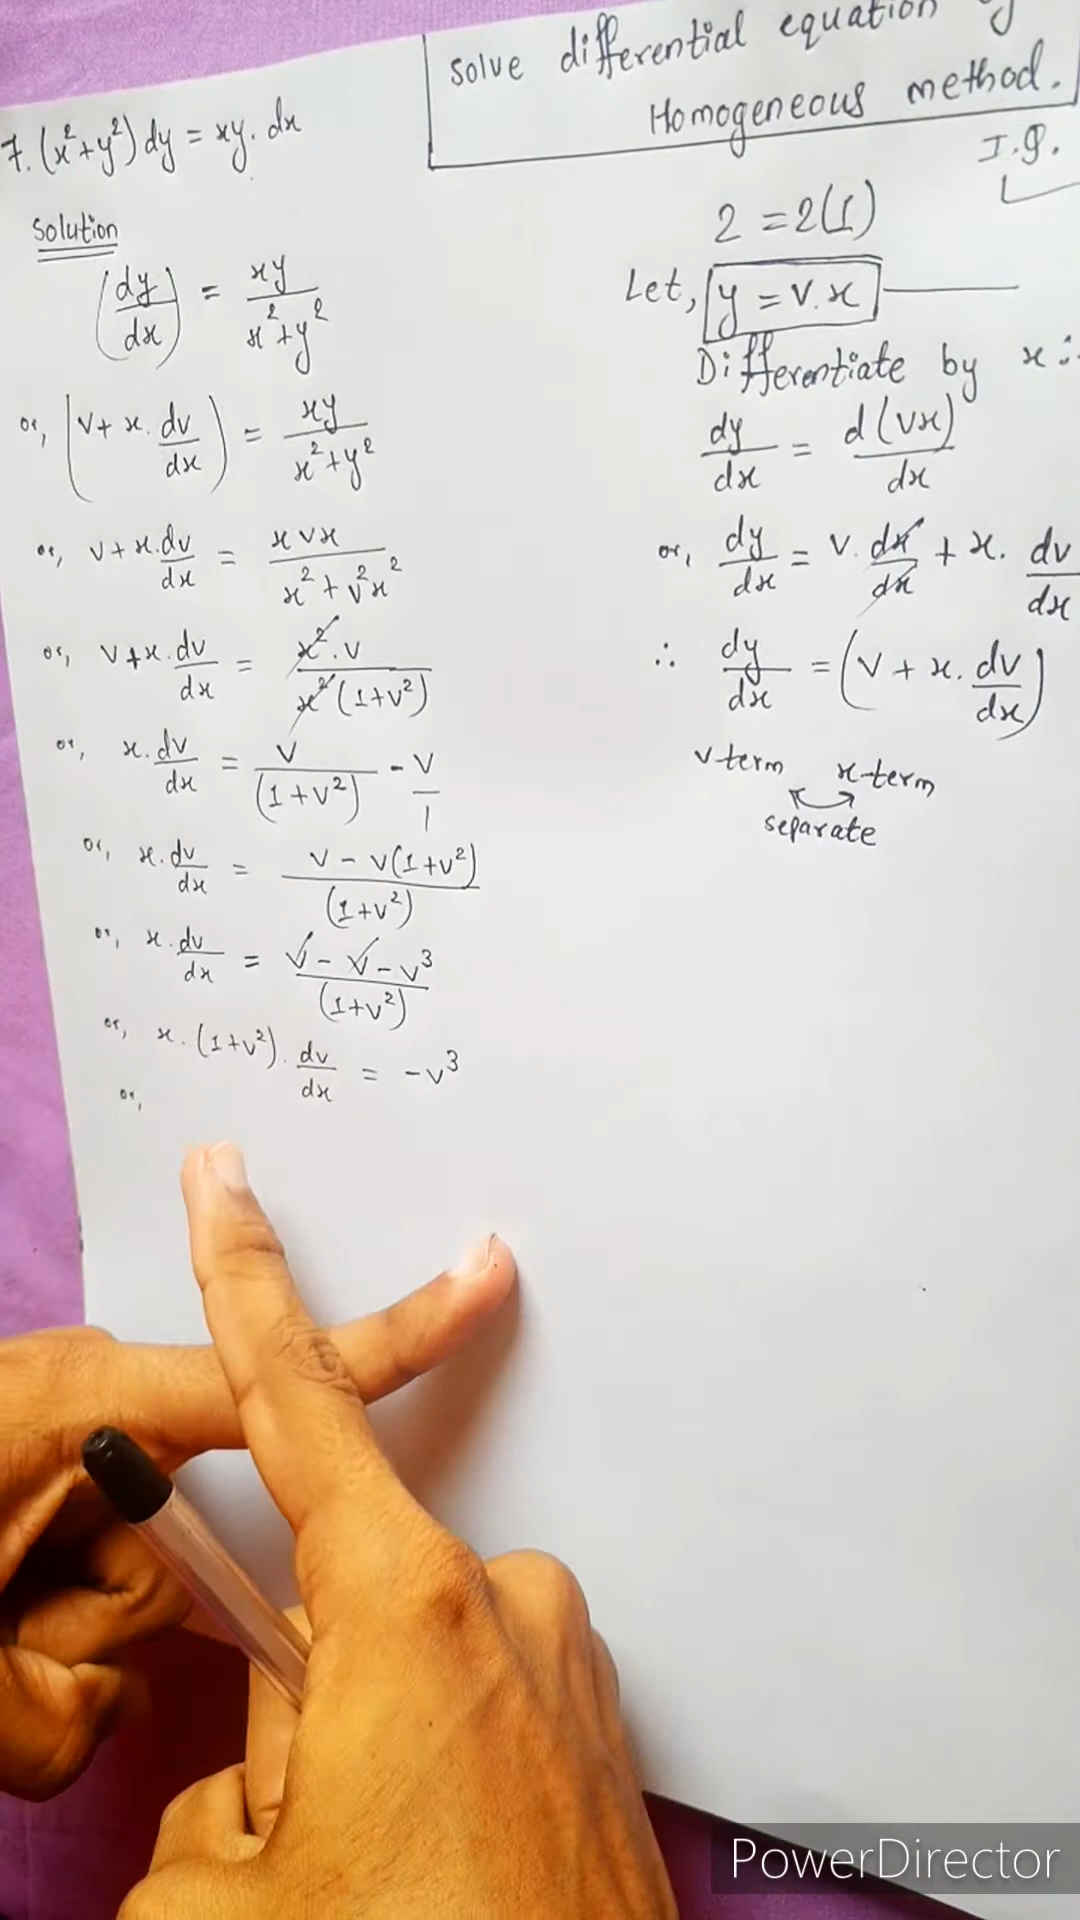 solve differential equation
Homogeneous method.
I.g.
7. (x²+y²) dy = xy. dx
Solution
(dy/dx) = xy/x²+y²
or, (v+x.dv/dx) = xy/x²+y²
or, v+x.dv/dx = xvx/x²+v²x²
or, v+x.dv/dx = x².v/x²(1+v²)
or, x.dv/dx = v/(1+v²) - v/1
or, x.dv/dx = v-v(1+v²)/(1+v²)
or, x.dv/dx = v-v-v³/(1+v²)
or, x.(1+v²).dv/dx = -v³
or,
2 = 2(1)
Let, y = v.x
Differentiate by x :-
dy/dx = d(vx)/dx
or, dy/dx = v.dx/dx + x.dv/dx
∴ dy/dx = (v+x.dv/dx)
v-term x-term
separate
PowerDirector